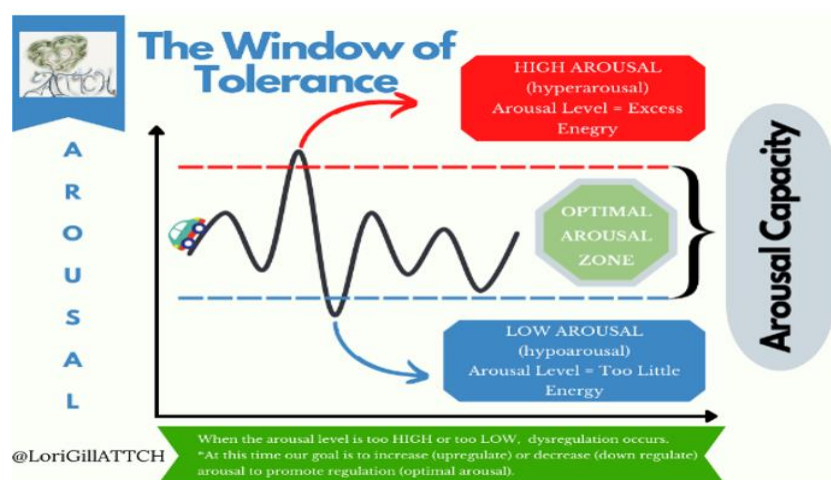 ATTCH
The Window of
Tolerance
HIGH AROUSAL
(hyperarousal)
Arousal Level = Excess
Enegry
A
R
O
U
S
A
L
OPTIMAL
AROUSAL
ZONE
Arousal Capacity
LOW AROUSAL
(hypoarousal)
Arousal Level = Too Little
Energy
@LoriGillATTCH
When the arousal level is too HIGH or too LOW, dysregulation occurs.
*At this time our goal is to increase (upregulate) or decrease (down regulate)
arousal to promote regulation (optimal arousal).